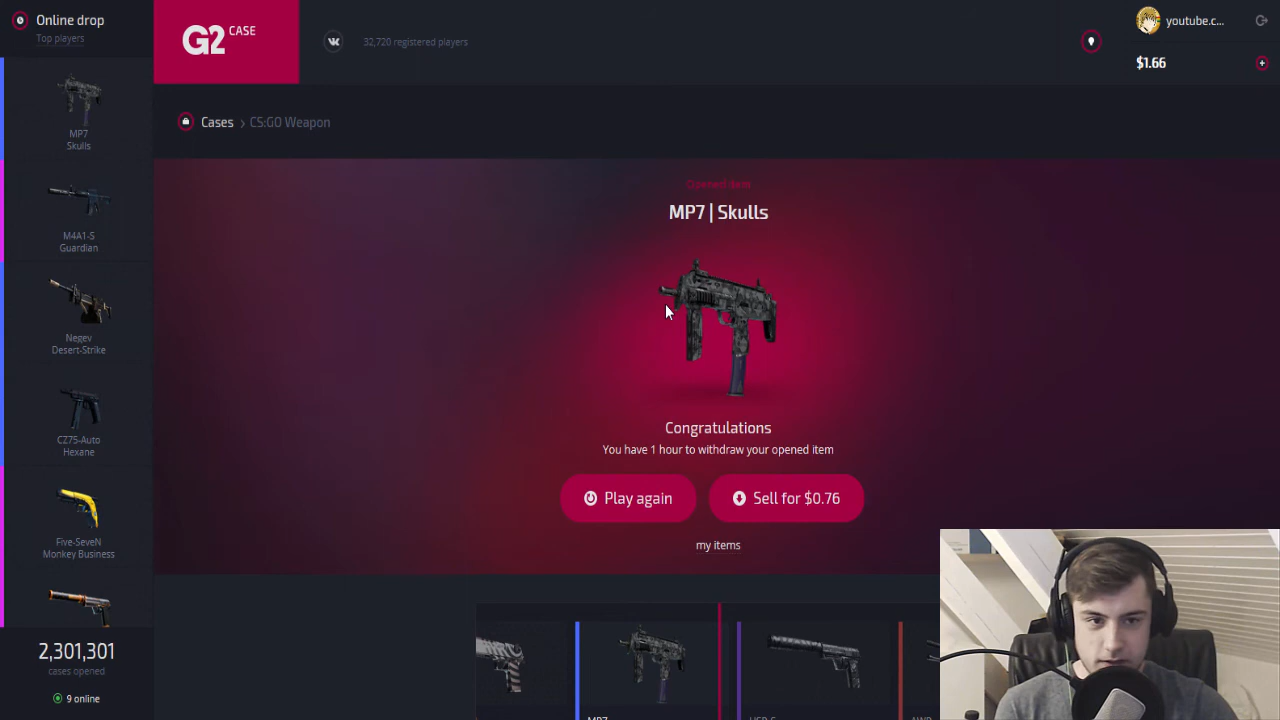 Online drop
Top players
MP7
Skulls
M4A1-S
Guardian
Negev
Desert-Strike
CZ75-Auto
Hexane
Five-SeveN
Monkey Business
2,301,301
cases opened
9 online
G2 CASE
32,720 registered players
youtube.c...
$1.66
Cases › CS:GO Weapon
Opened item
MP7 | Skulls
Congratulations
You have 1 hour to withdraw your opened item
Play again
Sell for $0.76
my items
MP7